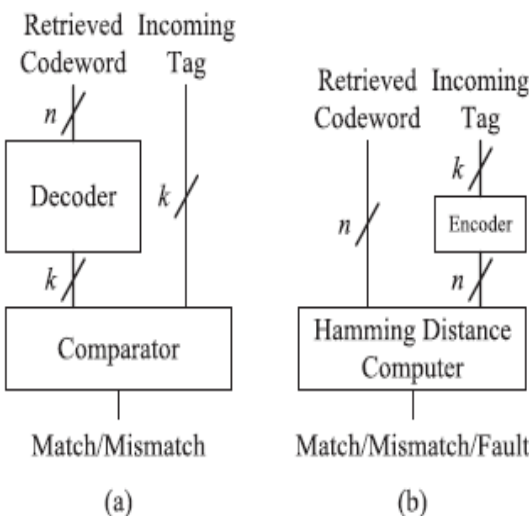 Retrieved Incoming
Codeword Tag
n
Decoder
k
k
Comparator
Match/Mismatch
(a)
Retrieved Incoming
Codeword Tag
k
n
Encoder
n
Hamming Distance
Computer
Match/Mismatch/Fault
(b)